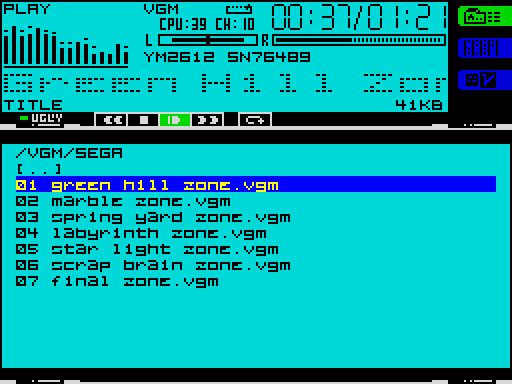 PLAY VGM 00:37/01:21
CPU:39 CH:10
L R
YM2612 SN76489
Green Hill Zon
TITLE 41KB
UGLY
/VGM/SEGA
[..]
01 green hill zone.vgm
02 marble zone.vgm
03 spring yard zone.vgm
04 labyrinth zone.vgm
05 star light zone.vgm
06 scrap brain zone.vgm
07 final zone.vgm